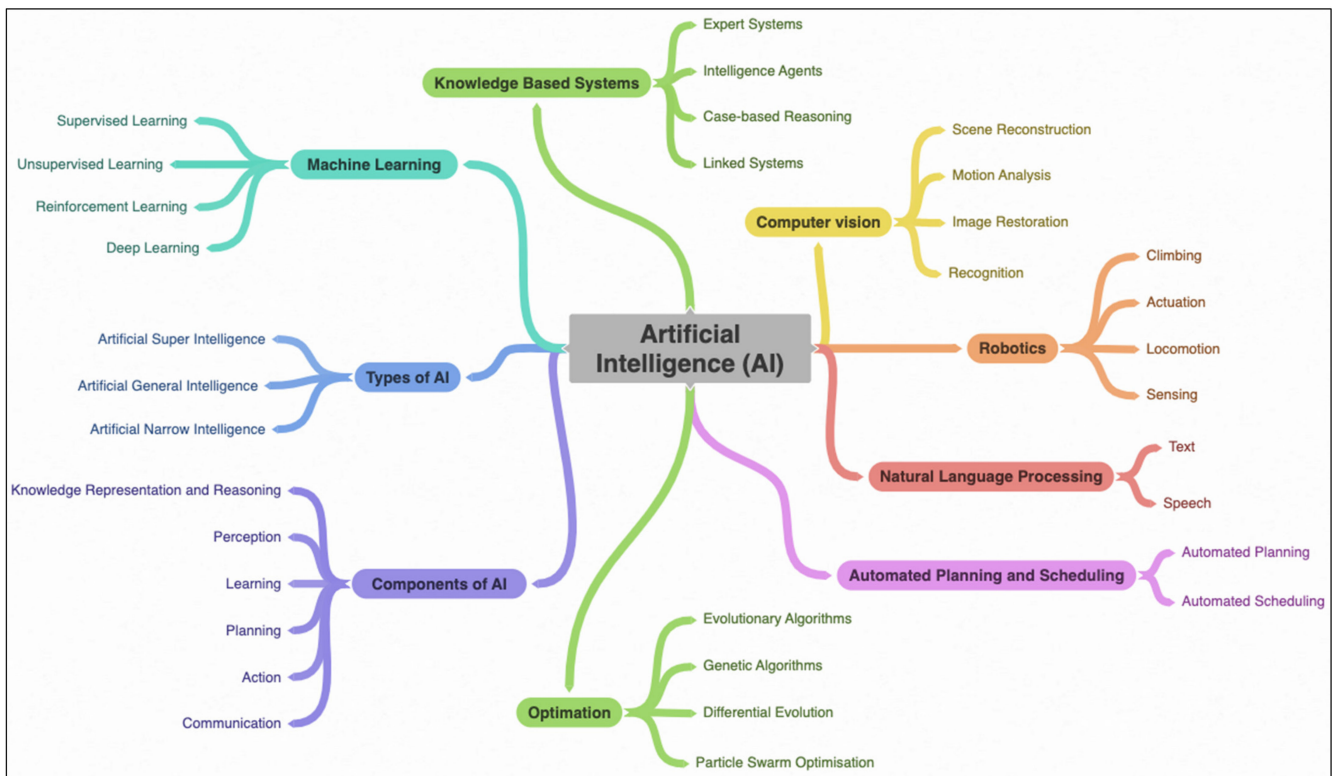 Artificial
Intelligence (AI)
Knowledge Based Systems
Expert Systems
Intelligence Agents
Case-based Reasoning
Linked Systems
Machine Learning
Supervised Learning
Unsupervised Learning
Reinforcement Learning
Deep Learning
Computer vision
Scene Reconstruction
Motion Analysis
Image Restoration
Recognition
Robotics
Climbing
Actuation
Locomotion
Sensing
Types of AI
Artificial Super Intelligence
Artificial General Intelligence
Artificial Narrow Intelligence
Natural Language Processing
Text
Speech
Components of AI
Knowledge Representation and Reasoning
Perception
Learning
Planning
Action
Communication
Automated Planning and Scheduling
Automated Planning
Automated Scheduling
Optimation
Evolutionary Algorithms
Genetic Algorithms
Differential Evolution
Particle Swarm Optimisation